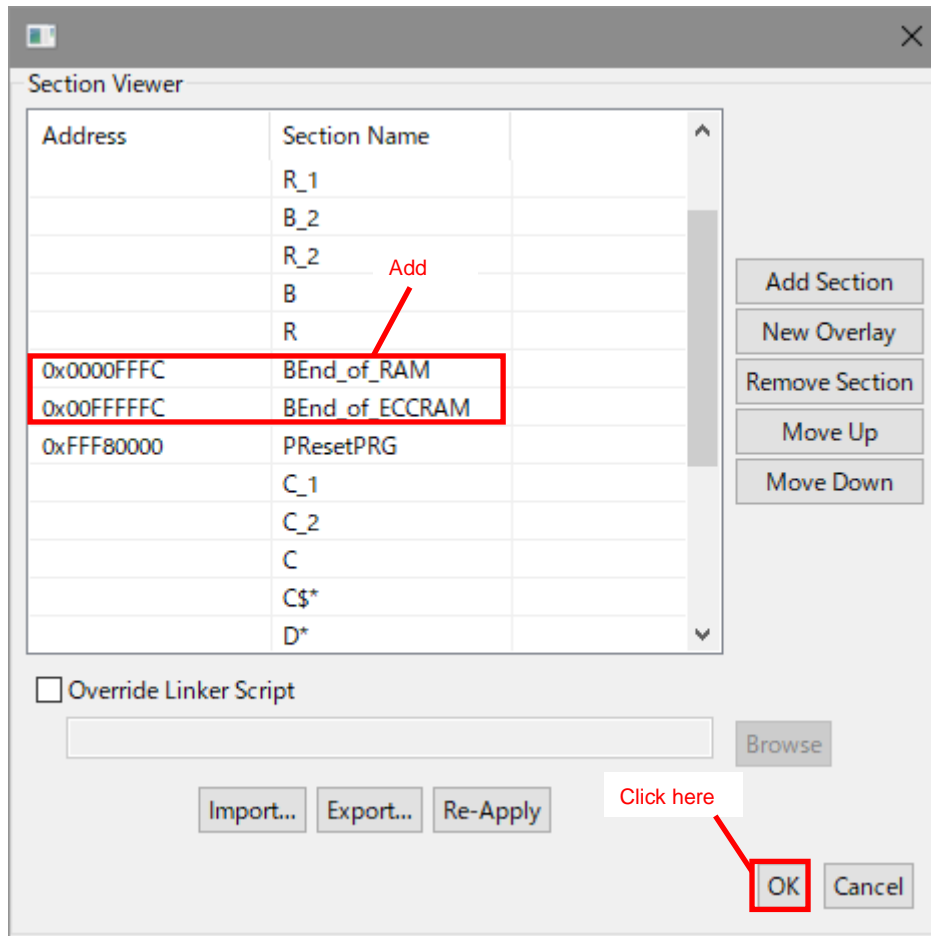 Section Viewer
Address Section Name
R_1
B_2
R_2
Add
B
R
0x0000FFFC BEnd_of_RAM
0x00FFFFFC BEnd_of_ECCRAM
0xFFF80000 PResetPRG
C_1
C_2
C
C$*
D*
Add Section
New Overlay
Remove Section
Move Up
Move Down
Override Linker Script
Browse
Import... Export... Re-Apply
Click here
OK Cancel